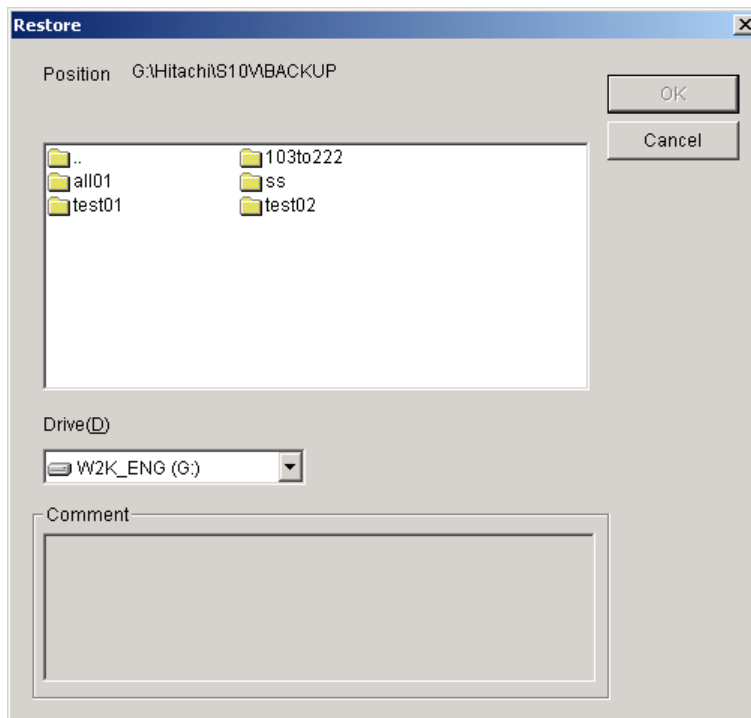 Restore
Position G:\Hitachi\S10V\BACKUP
OK
Cancel
.. 103to222
all01 ss
test01 test02
Drive(D)
W2K_ENG (G:)
Comment